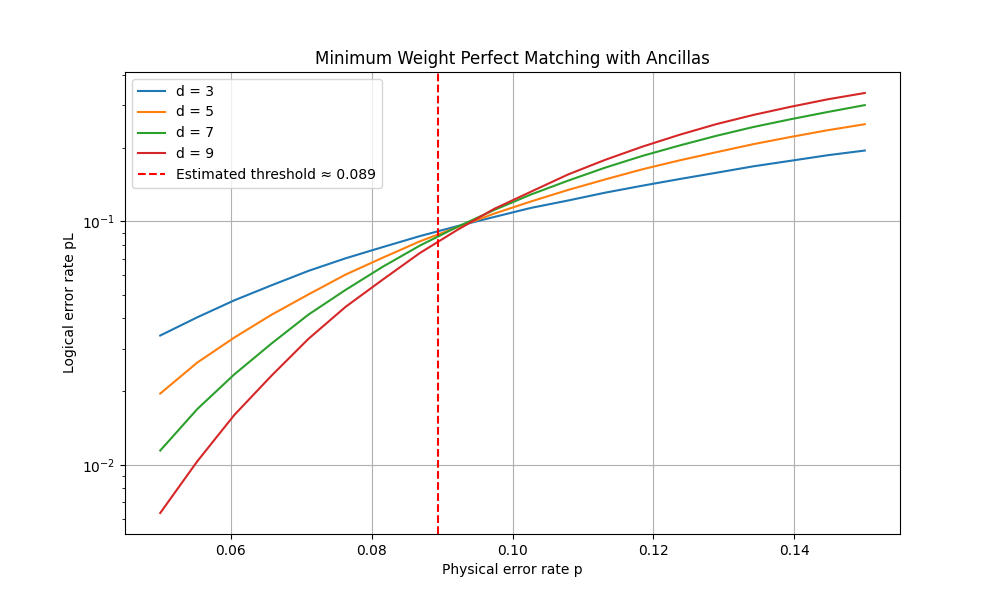 Minimum Weight Perfect Matching with Ancillas
d = 3
d = 5
d = 7
d = 9
Estimated threshold ≈ 0.089
Logical error rate pL
10⁻¹
10⁻²
0.06 0.08 0.10 0.12 0.14
Physical error rate p